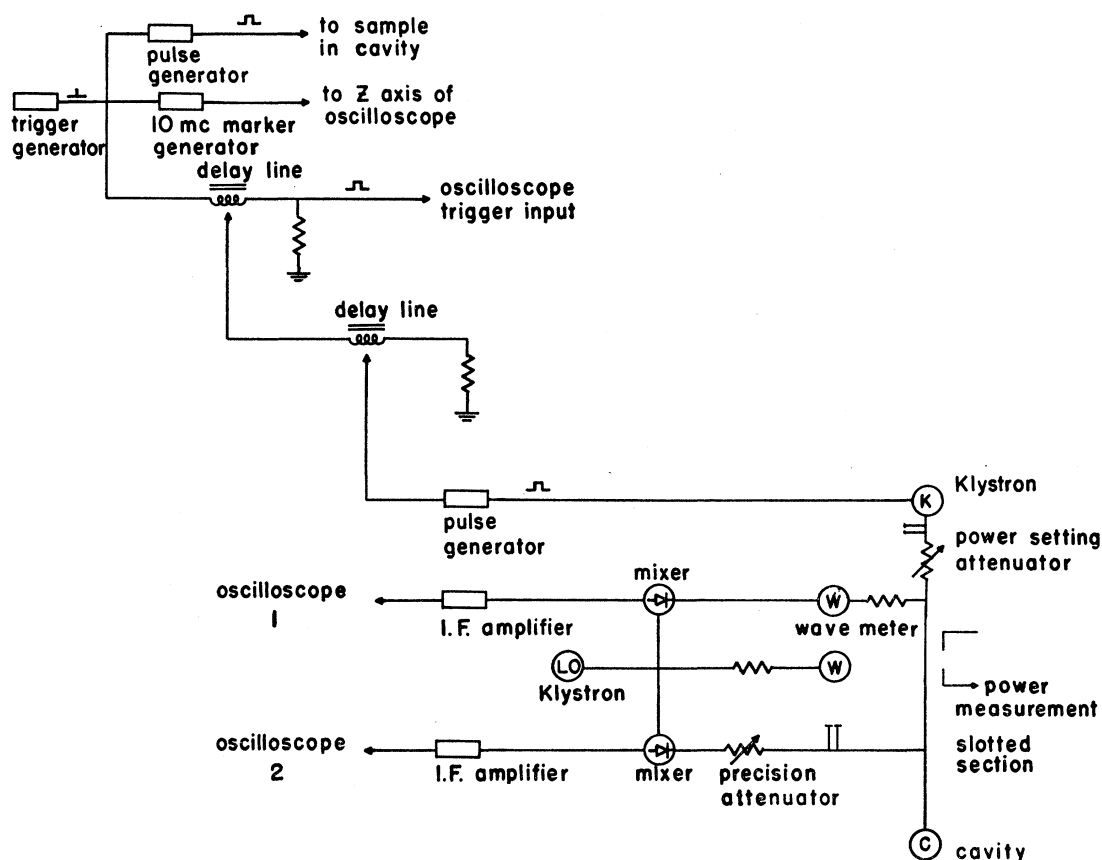 to sample
in cavity
pulse
generator
to Z axis of
oscilloscope
trigger
generator
10 mc marker
generator
delay line
oscilloscope
trigger input
delay line
K
Klystron
pulse
generator
power setting
attenuator
mixer
oscilloscope
1
I.F. amplifier
W
wave meter
LO
Klystron
W
power
measurement
oscilloscope
2
I.F. amplifier
mixer
precision
attenuator
slotted
section
C
cavity